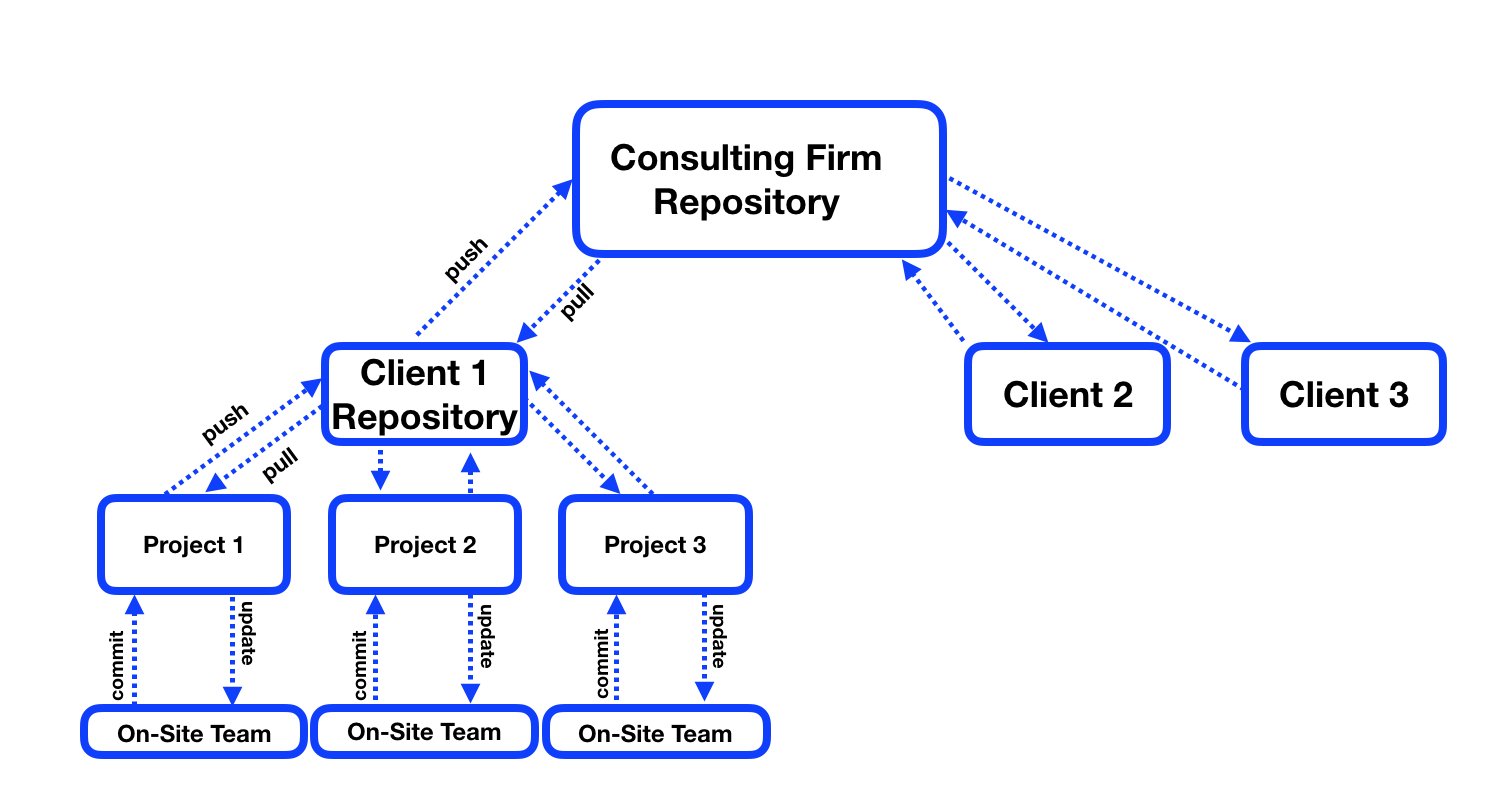 Consulting Firm
Repository
push
pull
Client 1
Repository
Client 2
Client 3
push
pull
Project 1
Project 2
Project 3
commit
update
commit
update
commit
update
On-Site Team
On-Site Team
On-Site Team